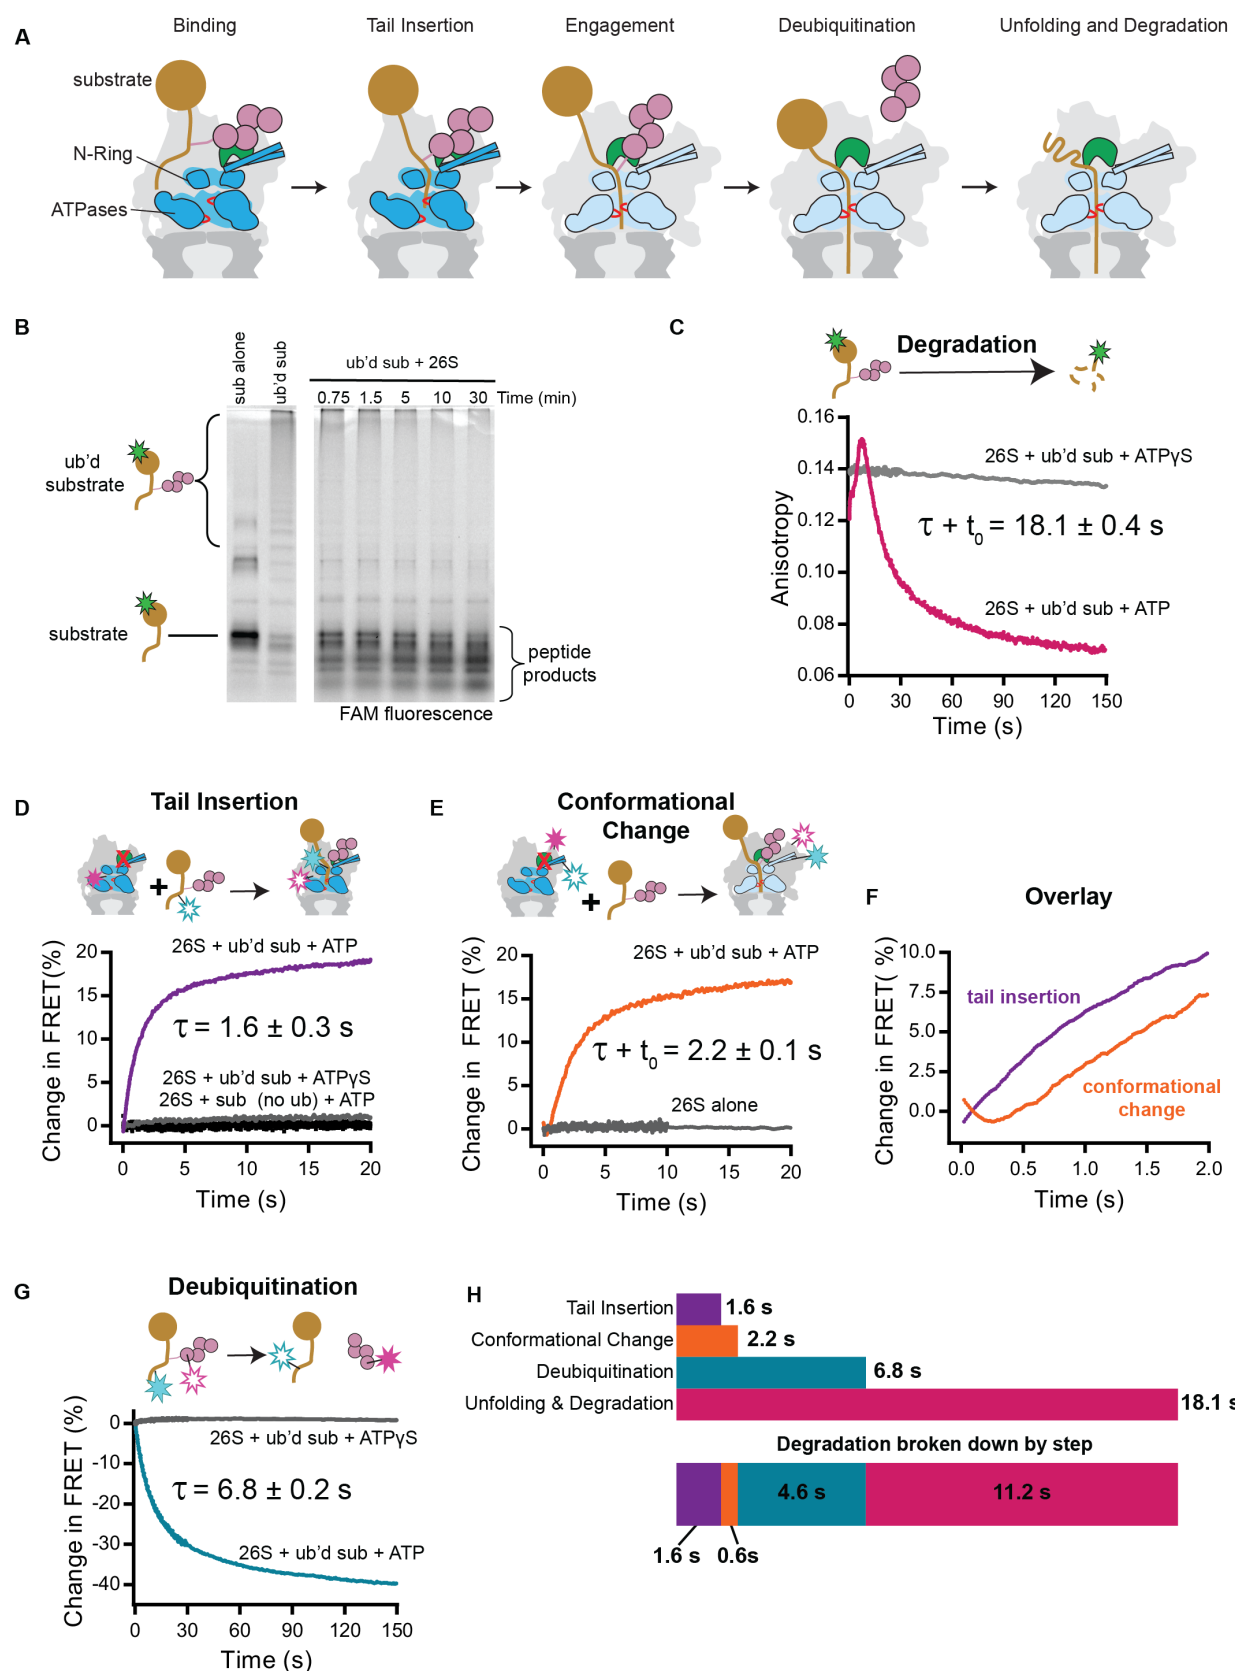 A
Binding
Tail Insertion
Engagement
Deubiquitination
Unfolding and Degradation
substrate
N-Ring
ATPases
B
sub alone
ub'd sub
ub'd sub + 26S
0.75 1.5 5 10 30 Time (min)
ub'd
substrate
substrate
peptide
products
FAM fluorescence
C
Degradation
0.16
0.14
0.12
0.10
0.08
0.06
Anisotropy
26S + ub'd sub + ATPγS
τ + t0 = 18.1 ± 0.4 s
26S + ub'd sub + ATP
0 30 60 90 120 150
Time (s)
D
Tail Insertion
+
Change in FRET(%)
20
15
10
5
0
26S + ub'd sub + ATP
τ = 1.6 ± 0.3 s
26S + ub'd sub + ATPγS
26S + sub (no ub) + ATP
0 5 10 15 20
Time (s)
E
Conformational
Change
+
Change in FRET (%)
20
15
10
5
0
26S + ub'd sub + ATP
τ + t0 = 2.2 ± 0.1 s
26S alone
0 5 10 15 20
Time (s)
F
Overlay
Change in FRET( %)
10.0
7.5
5.0
2.5
0.0
tail insertion
conformational
change
0.0 0.5 1.0 1.5 2.0
Time (s)
G
Deubiquitination
Change in FRET (%)
0
-10
-20
-30
-40
26S + ub'd sub + ATPγS
τ = 6.8 ± 0.2 s
26S + ub'd sub + ATP
0 30 60 90 120 150
Time (s)
H
Tail Insertion 1.6 s
Conformational Change 2.2 s
Deubiquitination 6.8 s
Unfolding & Degradation 18.1 s
Degradation broken down by step
4.6 s 11.2 s
1.6 s 0.6s